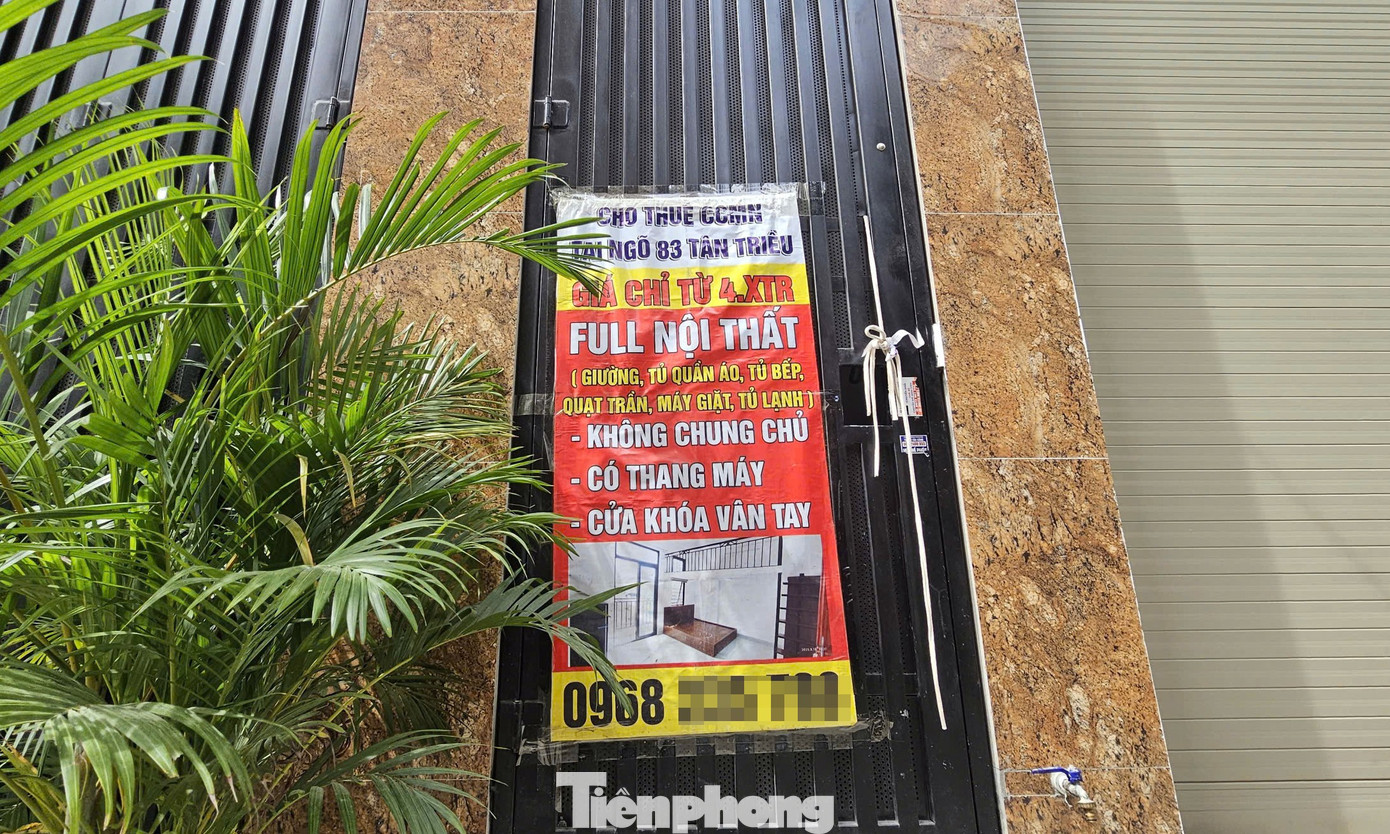 CHO THUÊ CCMN
TẠI NGÕ 83 TÂN TRIỀU
GIÁ CHỈ TỪ 4.XTR
FULL NỘI THẤT
( GIƯỜNG, TỦ QUẦN ÁO, TỦ BẾP,
QUẠT TRẦN, MÁY GIẶT, TỦ LẠNH )
- KHÔNG CHUNG CHỦ
- CÓ THANG MÁY
- CỬA KHÓA VÂN TAY
0968
Tiềnphong